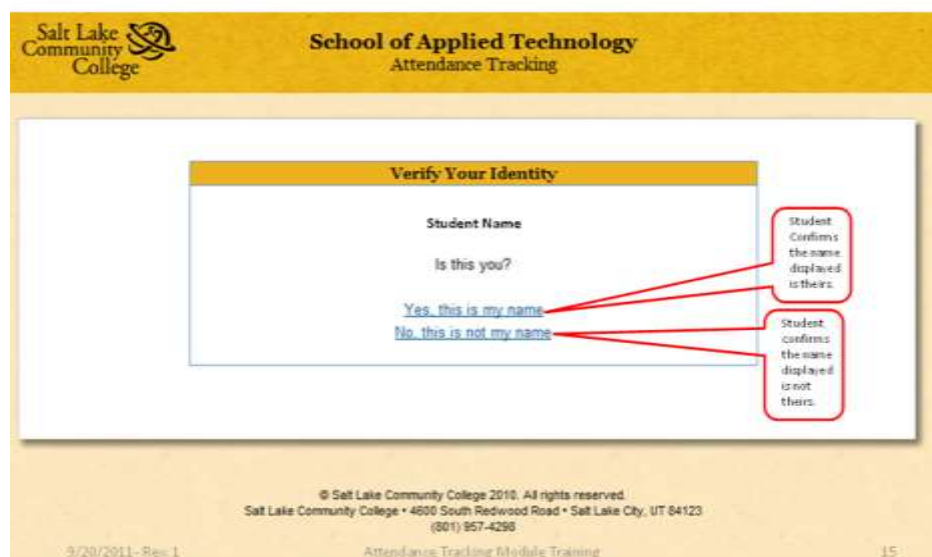 Salt Lake
Community
College
School of Applied Technology
Attendance Tracking
Verify Your Identity
Student Name
Is this you?
Yes, this is my name
No, this is not my name
Student
Confirms
the name
displayed
is theirs.
Student
confirms
the name
displayed
is not
theirs.
© Salt Lake Community College 2010. All rights reserved.
Salt Lake Community College • 4600 South Redwood Road • Salt Lake City, UT 84123
(801) 957-4298
9/20/2011- Rev 1
Attendance Tracking Module Training
15